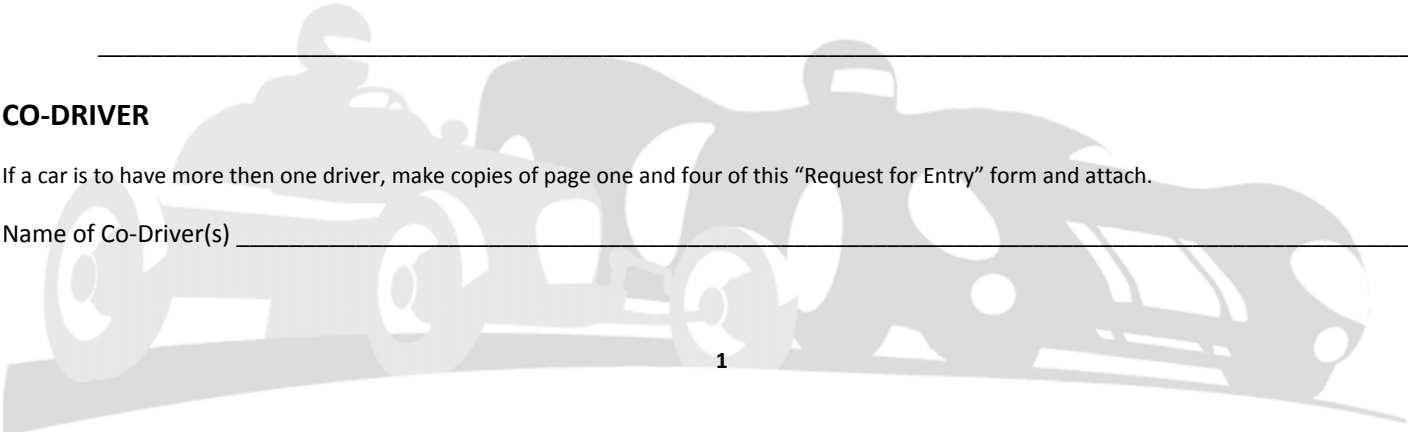 CO-DRIVER
If a car is to have more then one driver, make copies of page one and four of this “Request for Entry” form and attach.
Name of Co-Driver(s) ________________________________________________________________________________
1